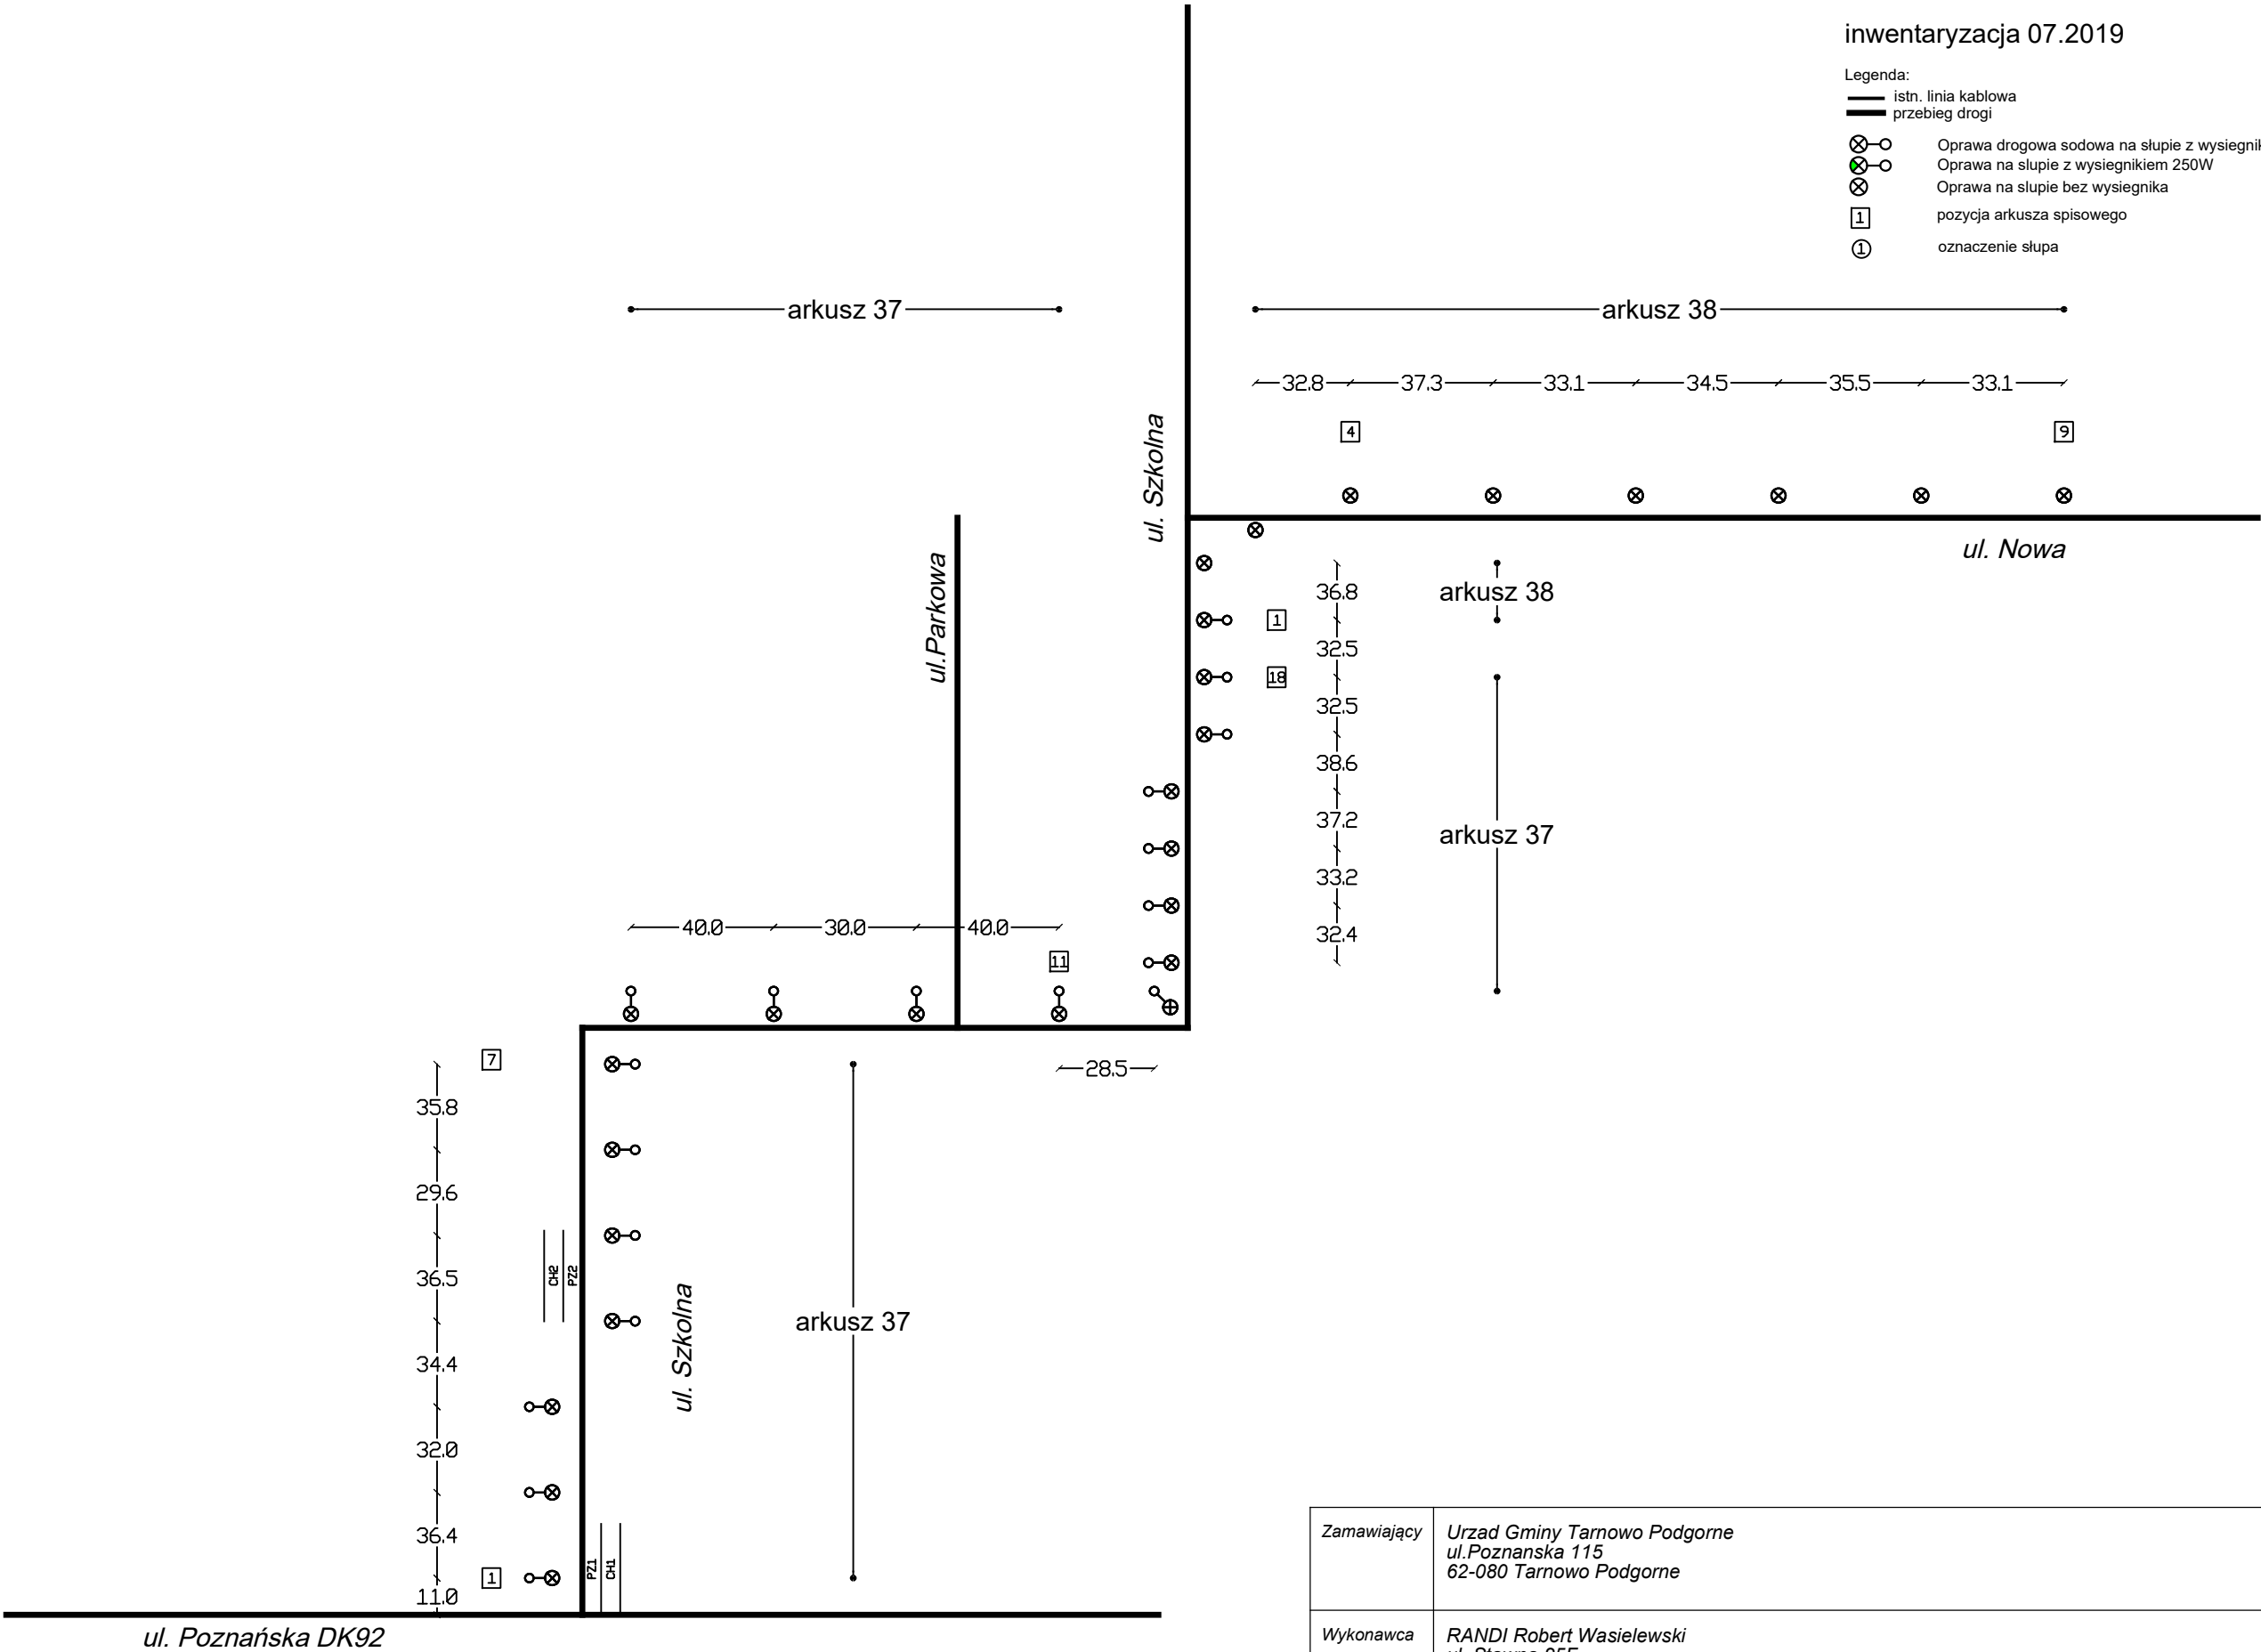 inwentaryzacja 07.2019
Legenda:
istn. linia kablowa
przebieg drogi
Oprawa drogowa sodowa na słupie z
Oprawa na slupie z wysiegnikiem 250W
Oprawa na slupie bez wysiegnika
1 pozycja arkusza spisowego
1 oznaczenie słupa
arkusz 37
arkusz 38
32.8 37.3 33.1 34.5 35.5 33.1
4
9
ul. Szkolna
ul. Nowa
ul.Parkowa
36.8
arkusz 38
1
32.5
18
32.5
38.6
37.2
arkusz 37
33.2
32.4
40.0 30.0 40.0
11
28.5
7
35.8
29.6
36.5
CH2
PZ2
ul. Szkolna
arkusz 37
34.4
32.0
36.4
PZ1
CH1
1
11.0
ul. Poznańska DK92
Zamawiający
Urzad Gminy Tarnowo Podgorne
ul.Poznanska 115
62-080 Tarnowo Podgorne
Wykonawca
RANDI Robert Wasielewski